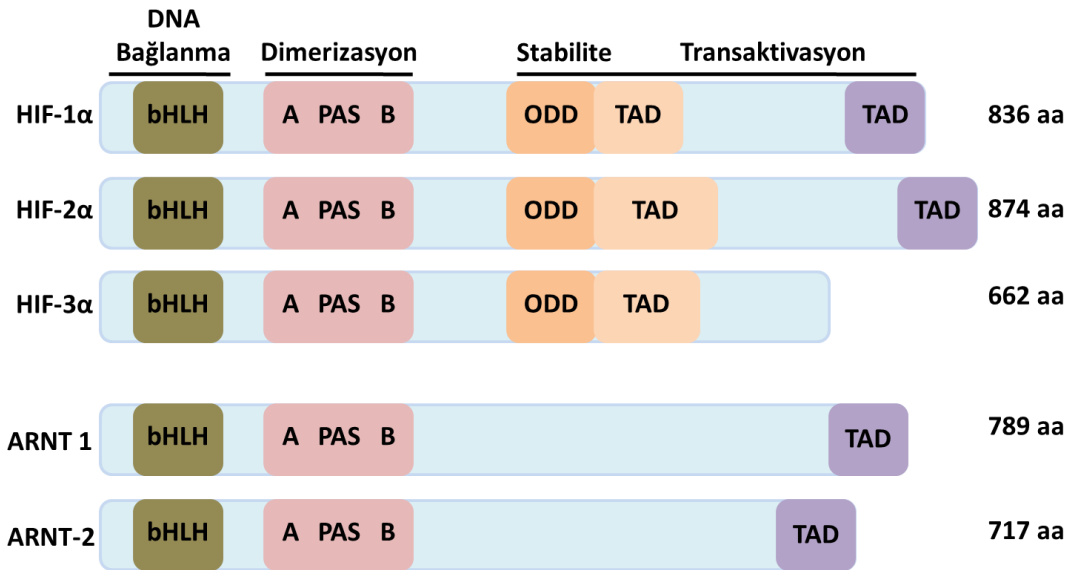 DNA
Bağlanma Dimerizasyon Stabilite Transaktivasyon
HIF-1α bHLH A PAS B ODD TAD TAD 836 aa
HIF-2α bHLH A PAS B ODD TAD TAD 874 aa
HIF-3α bHLH A PAS B ODD TAD 662 aa
ARNT 1 bHLH A PAS B TAD 789 aa
ARNT-2 bHLH A PAS B TAD 717 aa